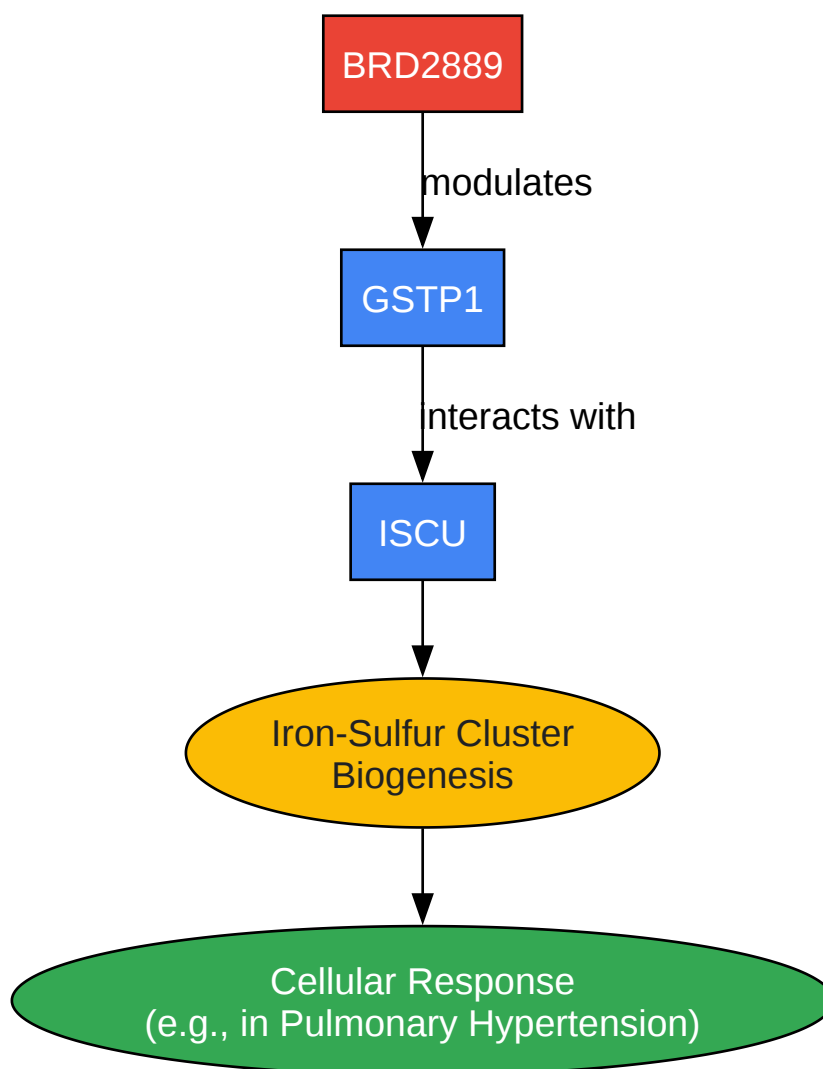 BRD2889
modulates
GSTP1
interacts with
ISCU
Iron-Sulfur Cluster
Biogenesis
Cellular Response
(e.g., in Pulmonary Hypertension)